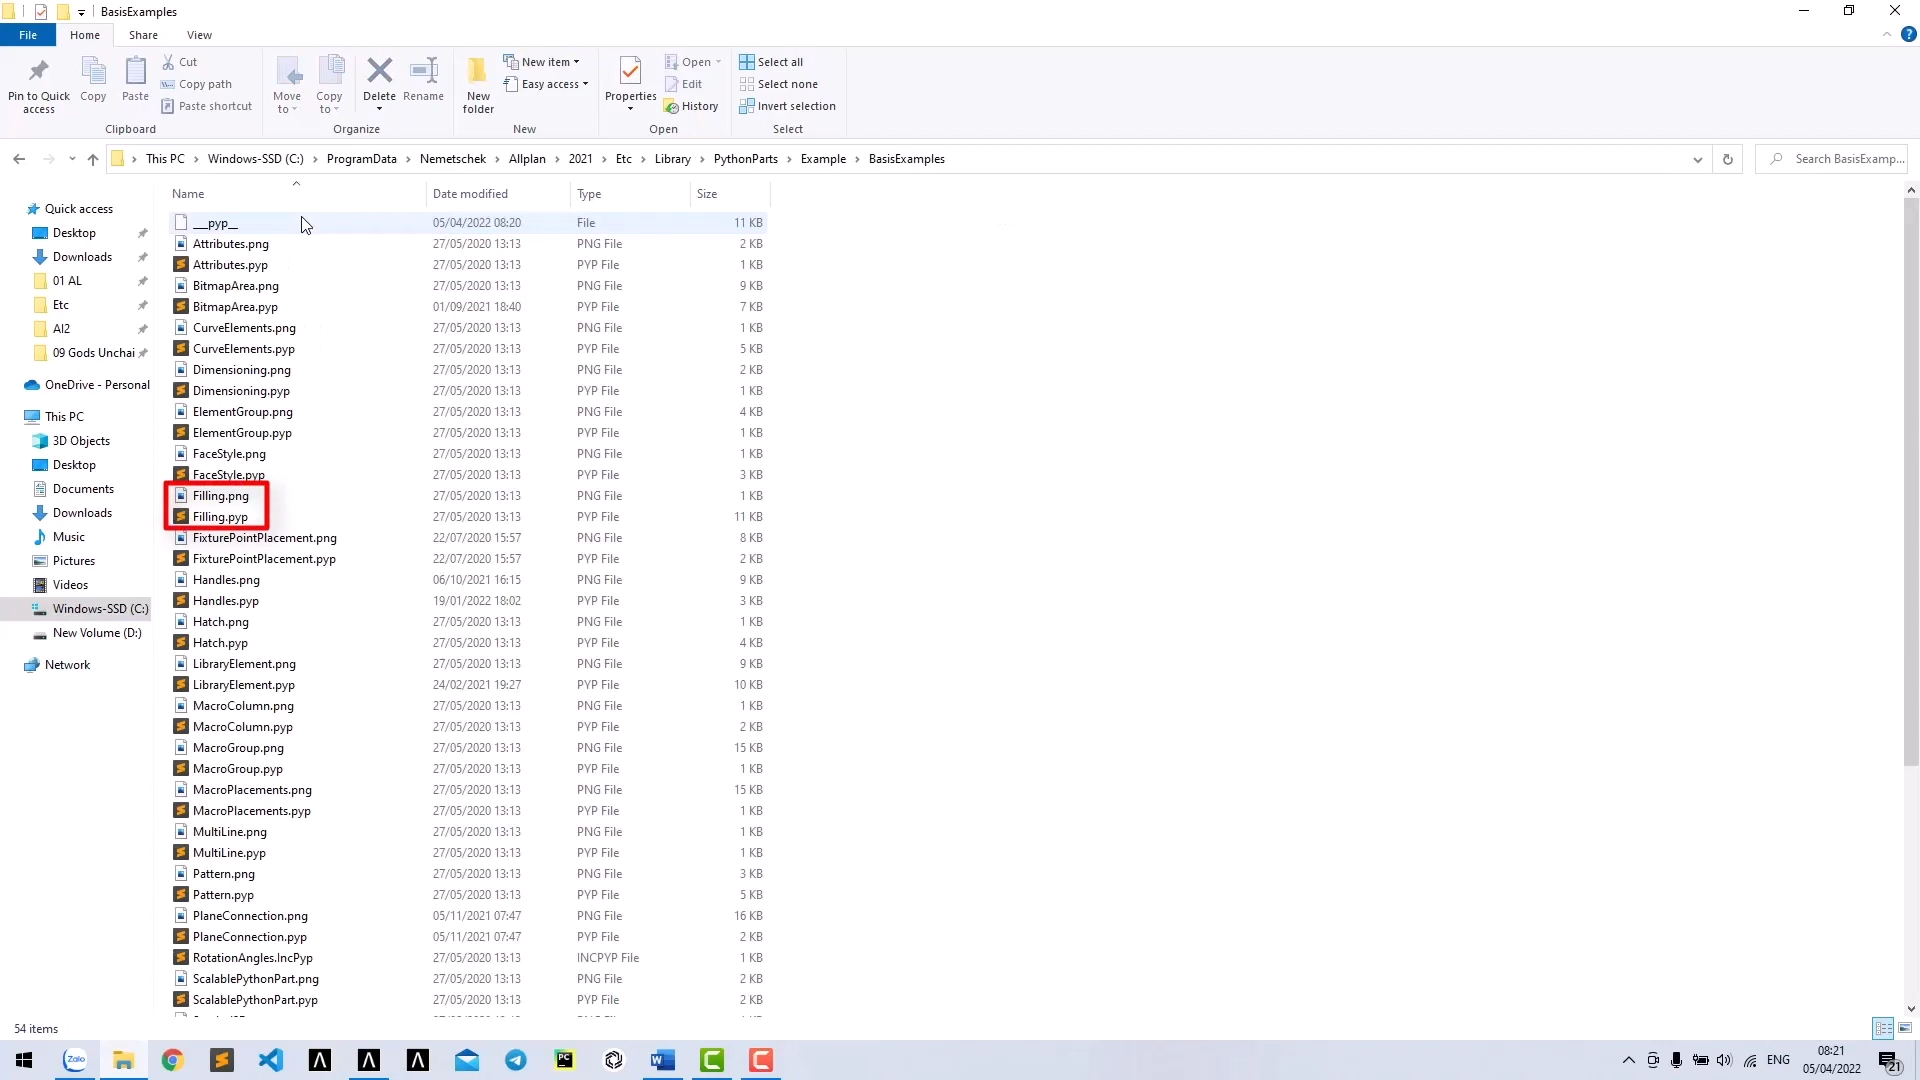 BasisExamples
File Home Share View
Pin to Quick access
Copy
Paste
Cut
Copy path
Paste shortcut
Clipboard
Move to
Copy to
Delete
Rename
Organize
New folder
New item
Easy access
New
Properties
Open
Edit
History
Open
Select all
Select none
Invert selection
Select
This PC Windows-SSD (C:) ProgramData Nemetschek Allplan 2021 Etc Library PythonParts Example BasisExamples
Search BasisExamp...
Quick access
Desktop
Downloads
01 AL
Etc
AI2
09 Gods Unchai
OneDrive - Personal
This PC
3D Objects
Desktop
Documents
Downloads
Music
Pictures
Videos
Windows-SSD (C:)
New Volume (D:)
Network
Name Date modified Type Size
__pyp__ 05/04/2022 08:20 File 11 KB
Attributes.png 27/05/2020 13:13 PNG File 2 KB
Attributes.pyp 27/05/2020 13:13 PYP File 1 KB
BitmapArea.png 27/05/2020 13:13 PNG File 9 KB
BitmapArea.pyp 01/09/2021 18:40 PYP File 7 KB
CurveElements.png 27/05/2020 13:13 PNG File 1 KB
CurveElements.pyp 27/05/2020 13:13 PYP File 5 KB
Dimensioning.png 27/05/2020 13:13 PNG File 2 KB
Dimensioning.pyp 27/05/2020 13:13 PYP File 1 KB
ElementGroup.png 27/05/2020 13:13 PNG File 4 KB
ElementGroup.pyp 27/05/2020 13:13 PYP File 1 KB
FaceStyle.png 27/05/2020 13:13 PNG File 1 KB
FaceStyle.pyp 27/05/2020 13:13 PYP File 3 KB
Filling.png 27/05/2020 13:13 PNG File 1 KB
Filling.pyp 27/05/2020 13:13 PYP File 11 KB
FixturePointPlacement.png 22/07/2020 15:57 PNG File 8 KB
FixturePointPlacement.pyp 22/07/2020 15:57 PYP File 2 KB
Handles.png 06/10/2021 16:15 PNG File 9 KB
Handles.pyp 19/01/2022 18:02 PYP File 3 KB
Hatch.png 27/05/2020 13:13 PNG File 1 KB
Hatch.pyp 27/05/2020 13:13 PYP File 4 KB
LibraryElement.png 27/05/2020 13:13 PNG File 9 KB
LibraryElement.pyp 24/02/2021 19:27 PYP File 10 KB
MacroColumn.png 27/05/2020 13:13 PNG File 1 KB
MacroColumn.pyp 27/05/2020 13:13 PYP File 2 KB
MacroGroup.png 27/05/2020 13:13 PNG File 15 KB
MacroGroup.pyp 27/05/2020 13:13 PYP File 1 KB
MacroPlacements.png 27/05/2020 13:13 PNG File 15 KB
MacroPlacements.pyp 27/05/2020 13:13 PYP File 1 KB
MultiLine.png 27/05/2020 13:13 PNG File 1 KB
MultiLine.pyp 27/05/2020 13:13 PYP File 1 KB
Pattern.png 27/05/2020 13:13 PNG File 3 KB
Pattern.pyp 27/05/2020 13:13 PYP File 5 KB
PlaneConnection.png 05/11/2021 07:47 PNG File 16 KB
PlaneConnection.pyp 05/11/2021 07:47 PYP File 2 KB
RotationAngles.IncPyp 27/05/2020 13:13 INCPYP File 1 KB
ScalablePythonPart.png 27/05/2020 13:13 PNG File 2 KB
ScalablePythonPart.pyp 27/05/2020 13:13 PYP File 2 KB
54 items
Zalo
PC
ENG
08:21
05/04/2022
21